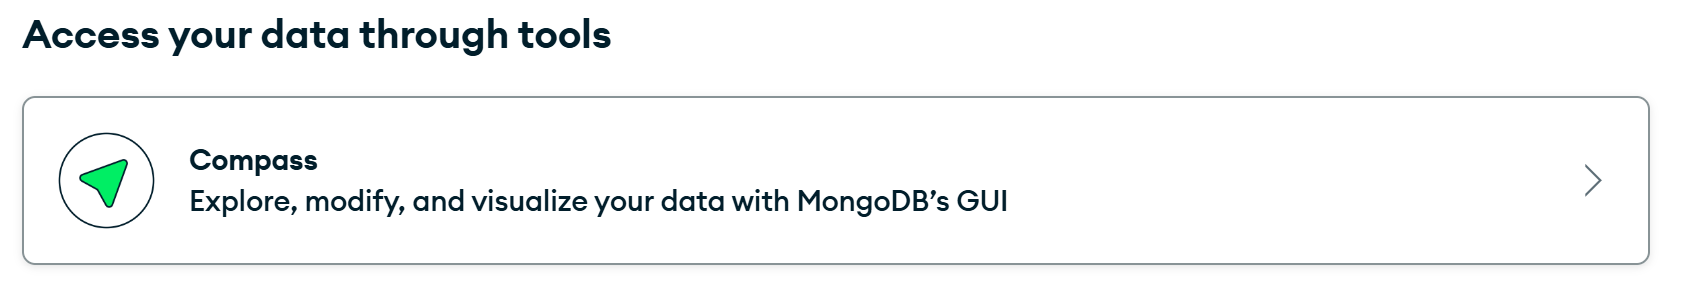 Access your data through tools
Compass
Explore, modify, and visualize your data with MongoDB’s GUI